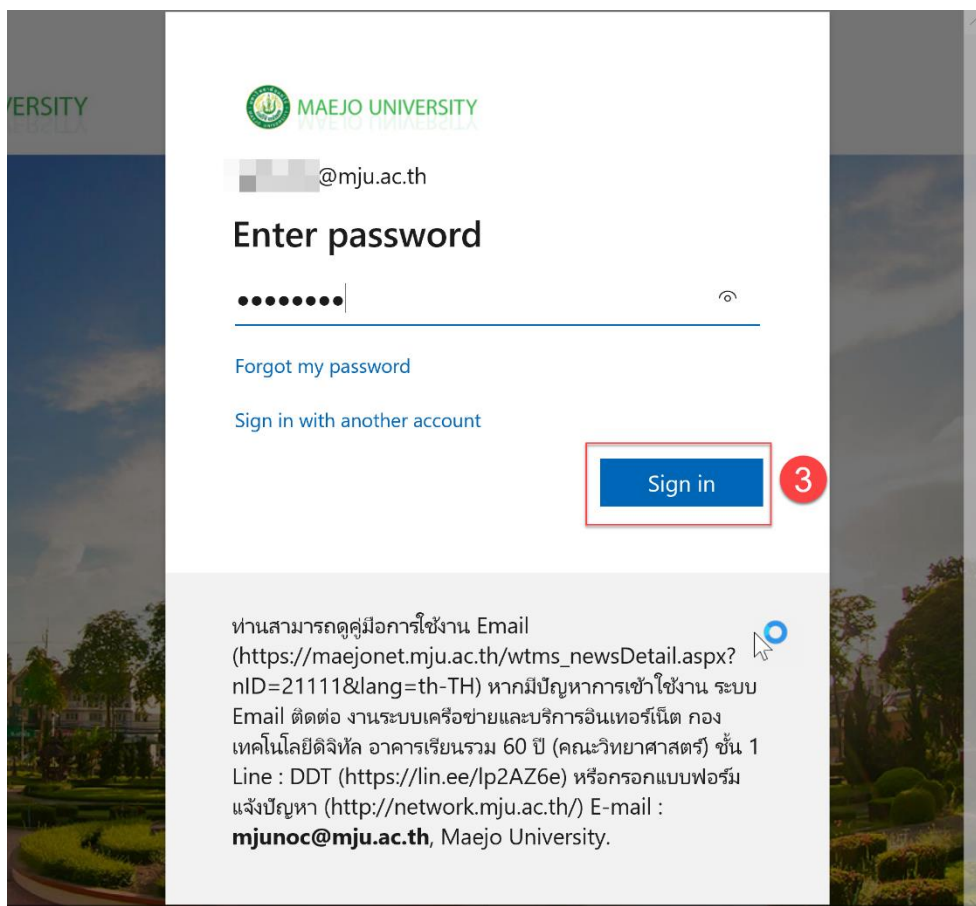 VERSITY
MAEJO UNIVERSITY
@mju.ac.th
Enter password
Forgot my password
Sign in with another account
Sign in
3
ท่านสามารถดูคู่มือการใช้งาน Email
(https://maejonet.mju.ac.th/wtms_newsDetail.aspx?
nID=21111&lang=th-TH) หากมีปัญหาการเข้าใช้งาน ระบบ
Email ติดต่อ งานระบบเครือข่ายและบริการอินเทอร์เน็ต กอง
เทคโนโลยีดิจิทัล อาคารเรียนรวม 60 ปี (คณะวิทยาศาสตร์) ชั้น 1
Line : DDT (https://lin.ee/lp2AZ6e) หรือกรอกแบบฟอร์ม
แจ้งปัญหา (http://network.mju.ac.th/) E-mail :
mjunoc@mju.ac.th, Maejo University.